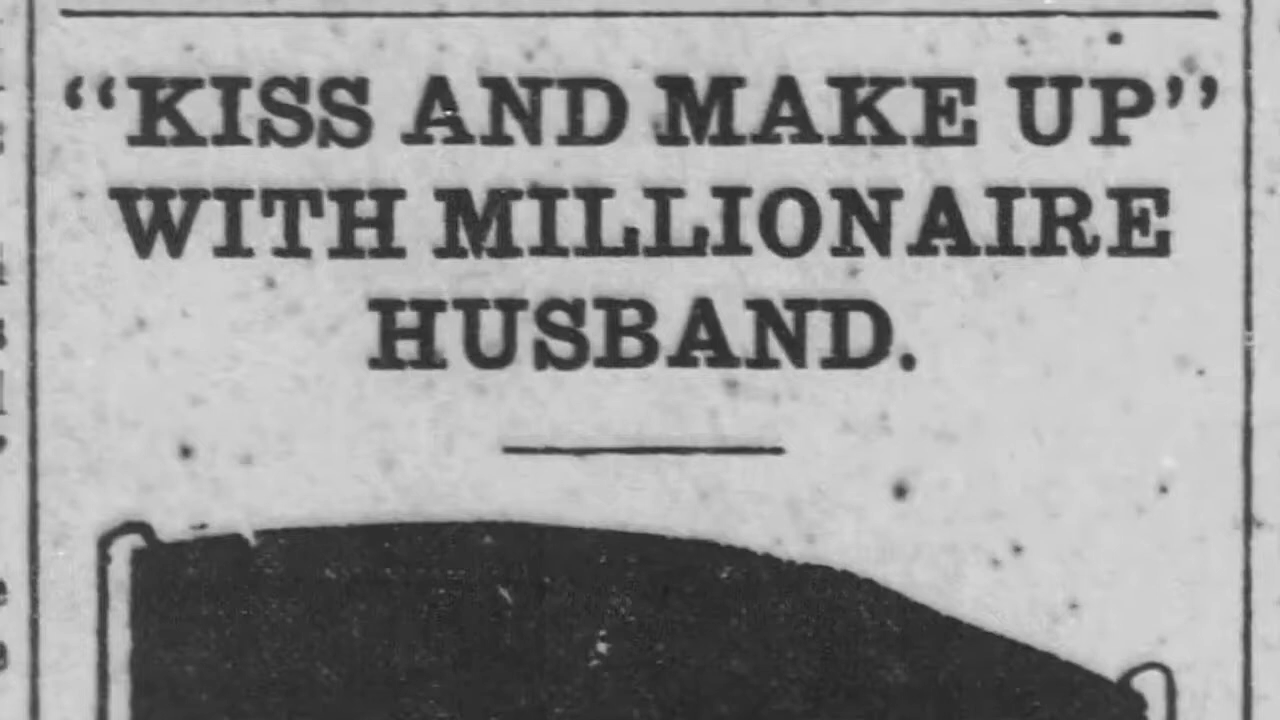 “KISS AND MAKE UP”
WITH MILLIONAIRE
HUSBAND.